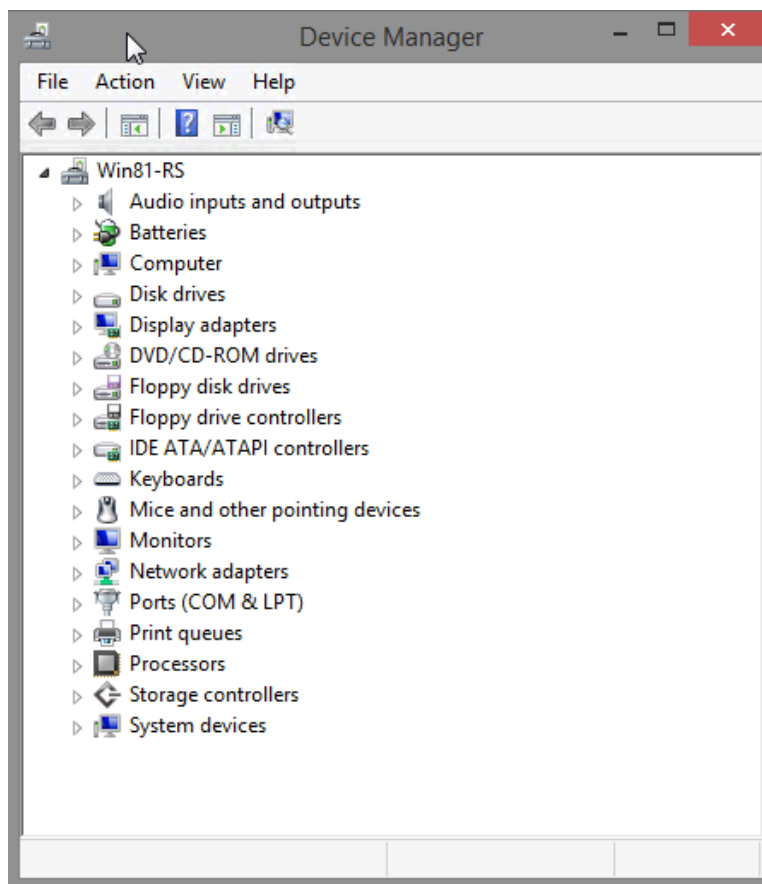 Device Manager
File Action View Help
Win81-RS
Audio inputs and outputs
Batteries
Computer
Disk drives
Display adapters
DVD/CD-ROM drives
Floppy disk drives
Floppy drive controllers
IDE ATA/ATAPI controllers
Keyboards
Mice and other pointing devices
Monitors
Network adapters
Ports (COM & LPT)
Print queues
Processors
Storage controllers
System devices